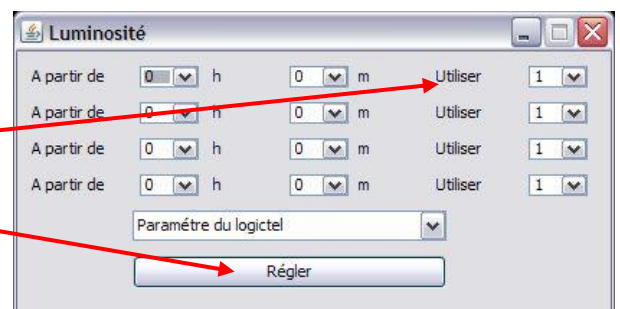 Luminosité
A partir de 0 h 0 m Utiliser 1
A partir de 0 h 0 m Utiliser 1
A partir de 0 h 0 m Utiliser 1
A partir de 0 h 0 m Utiliser 1
Paramétre du logictel
Régler